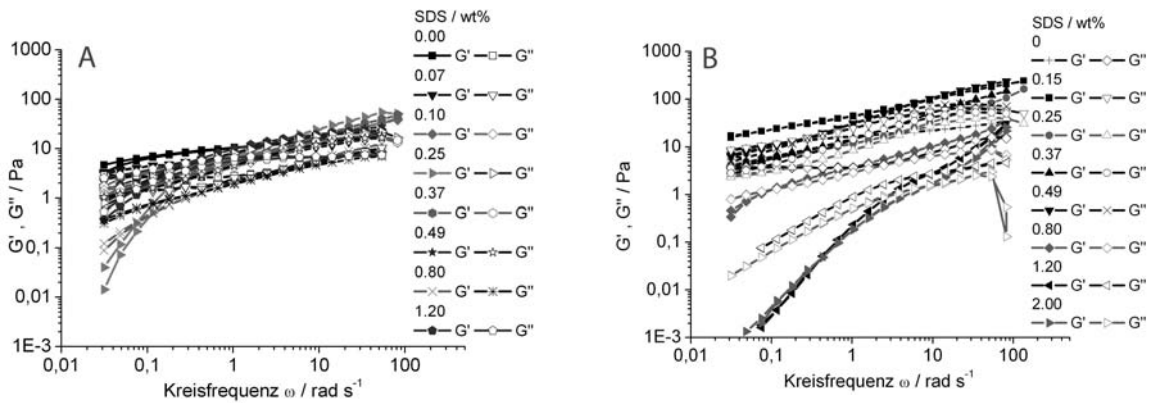 A
G', G'' / Pa
1000
100
10
1
0,1
0,01
1E-3
0,01 0,1 1 10 100
Kreisfrequenz ω / rad s⁻¹
SDS / wt%
0.00
G' G''
0.07
G' G''
0.10
G' G''
0.25
G' G''
0.37
G' G''
0.49
G' G''
0.80
G' G''
1.20
G' G''
B
G', G'' / Pa
1000
100
10
1
0,1
0,01
1E-3
0,01 0,1 1 10 100
Kreisfrequenz ω / rad s⁻¹
SDS / wt%
0
G' G''
0.15
G' G''
0.25
G' G''
0.37
G' G''
0.49
G' G''
0.80
G' G''
1.20
G' G''
2.00
G' G''